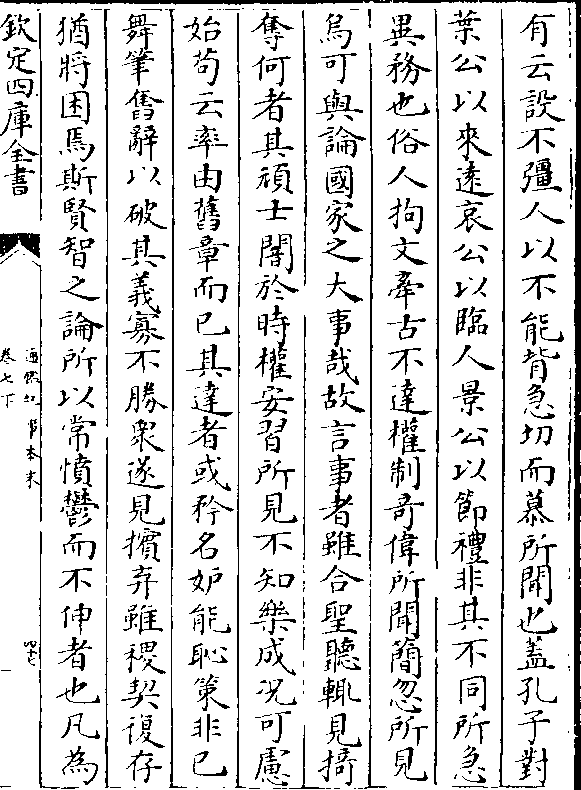 有云設不彊人以不能背急切而慕所聞也蓋孔子對
葉公以來逺哀公以臨人景公以節禮非其不同所急
異務也俗人拘文牽古不達權制奇偉所聞簡忽所見
烏可與論國家之大事哉故言事者雖合聖聽輒見掎
奪何者其頑士闇於時權安習所見不知樂成况可慮
始茍云率由舊章而已其達者或矜名妒能恥策非已
舞筆奮辭以破其義寡不勝衆遂見擯弃雖稷契復存
猶將困焉斯賢智之論所以常憤鬱而不伸者也凡為
欽定四庫全書
通鑑紀事本末
卷七下
四十七